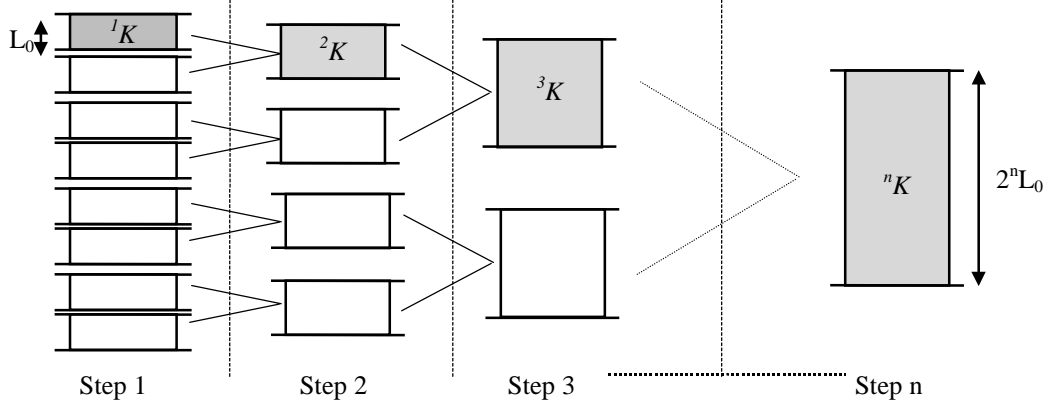 L₀
¹K
²K
³K
ⁿK
2ⁿL₀
Step 1
Step 2
Step 3
Step n